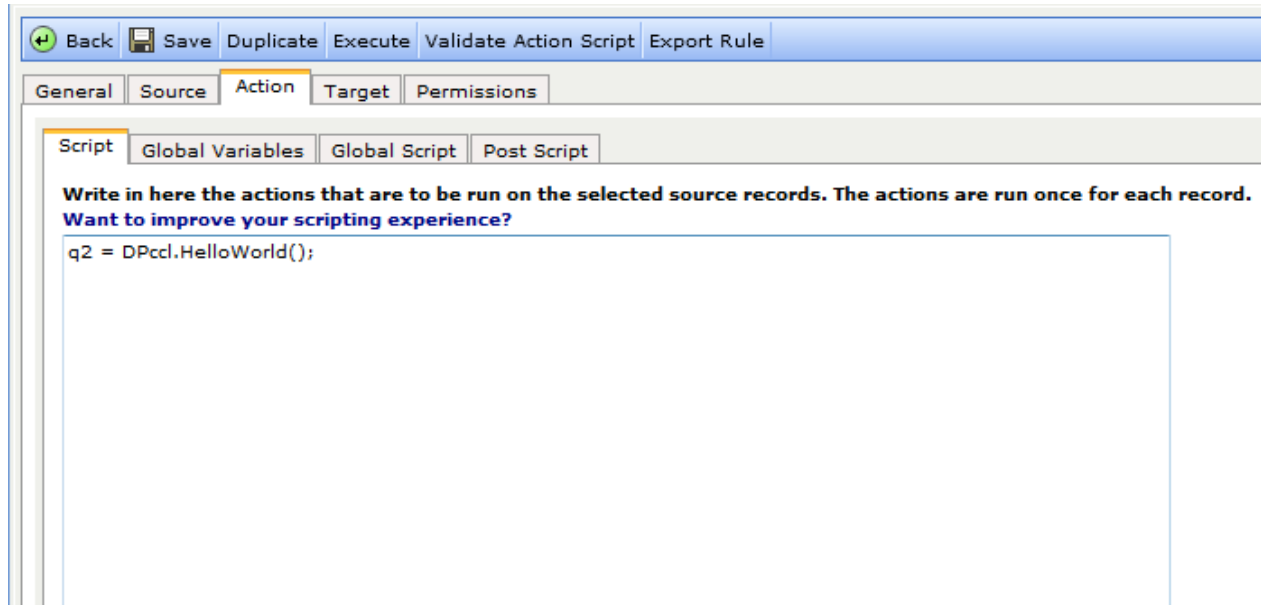 Back Save Duplicate Execute Validate Action Script Export Rule
General Source Action Target Permissions
Script Global Variables Global Script Post Script
Write in here the actions that are to be run on the selected source records. The actions are run once for each record.
Want to improve your scripting experience?
q2 = DPccl.HelloWorld();